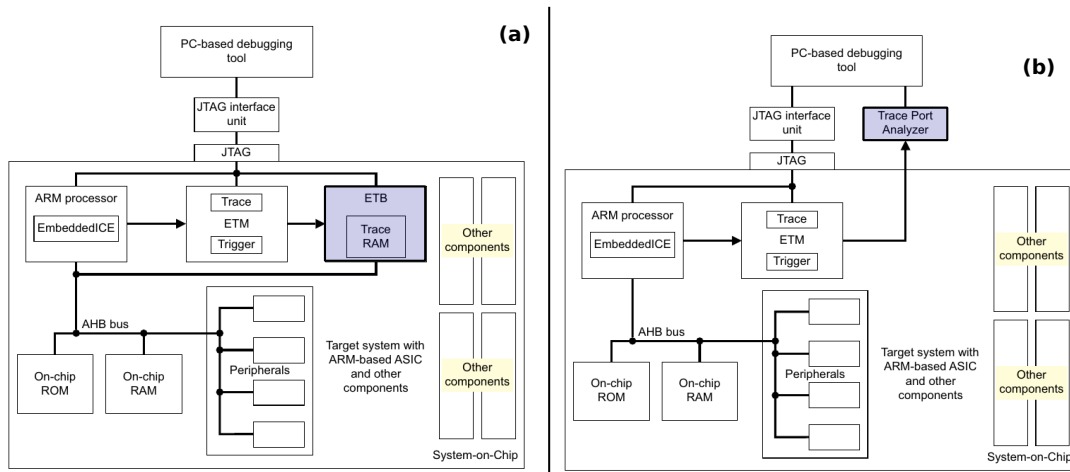 (a)
PC-based debugging
tool
JTAG interface
unit
JTAG
ARM processor
EmbeddedICE
Trace
ETM
Trigger
ETB
Trace
RAM
Other
components
AHB bus
On-chip
ROM
On-chip
RAM
Peripherals
Target system with
ARM-based ASIC
and other
components
Other
components
System-on-Chip
(b)
PC-based debugging
tool
JTAG interface
unit
Trace Port
Analyzer
JTAG
ARM processor
EmbeddedICE
Trace
ETM
Trigger
Other
components
AHB bus
On-chip
ROM
On-chip
RAM
Peripherals
Target system with
ARM-based ASIC
and other
components
Other
components
System-on-Chip